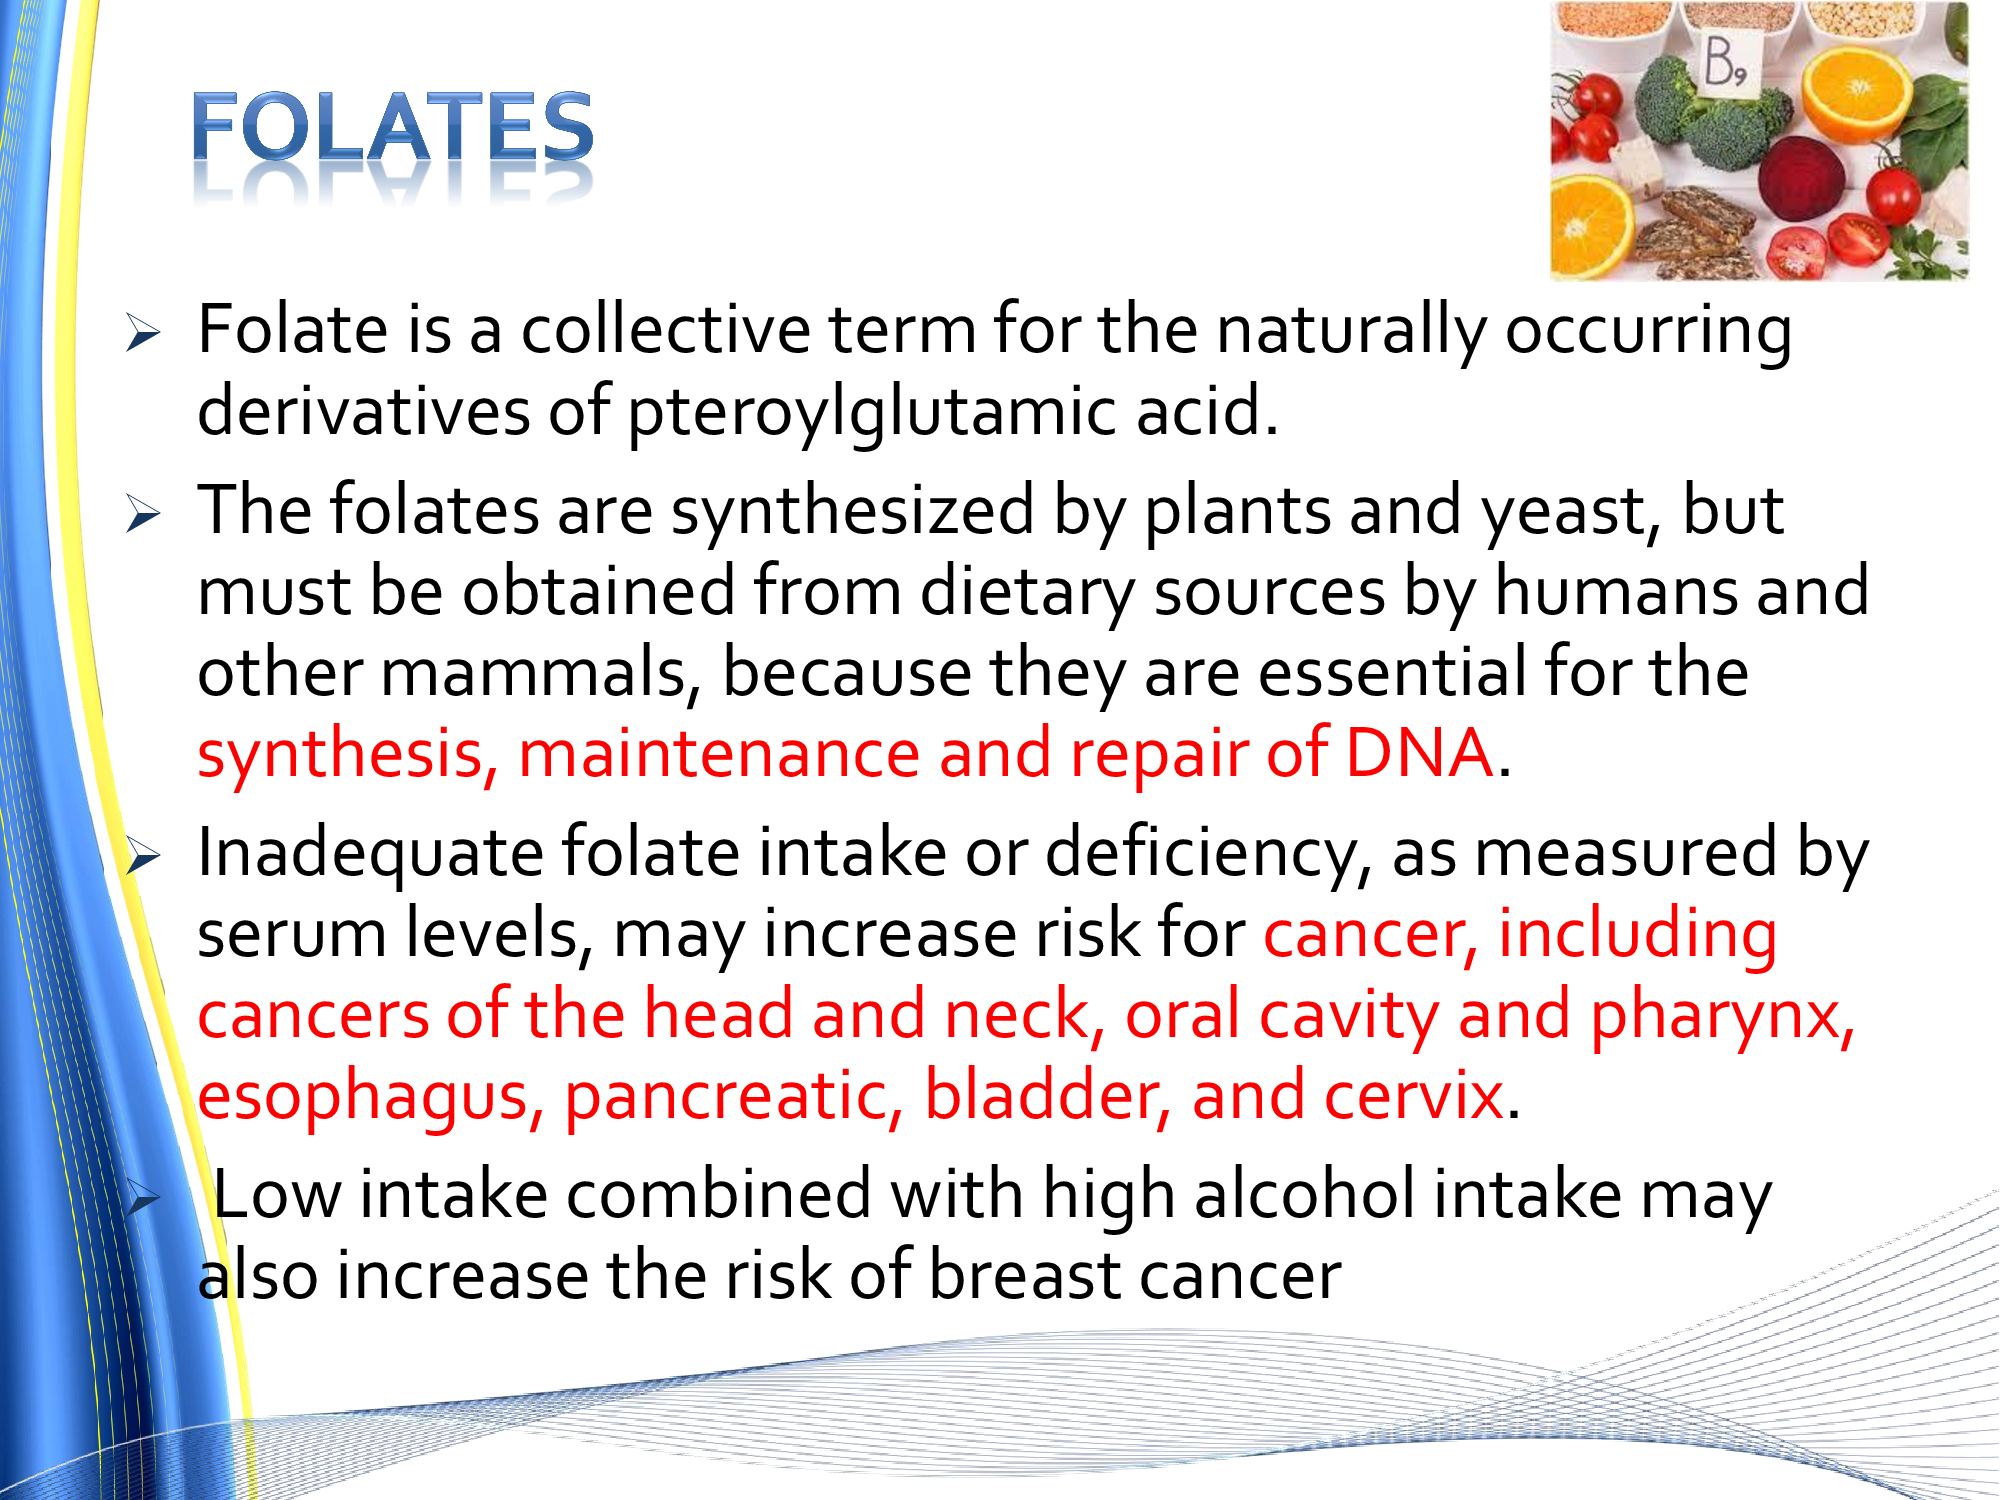 B9
FOLATES
➢ Folate is a collective term for the naturally occurring
derivatives of pteroylglutamic acid.
➢ The folates are synthesized by plants and yeast, but
must be obtained from dietary sources by humans and
other mammals, because they are essential for the
synthesis, maintenance and repair of DNA.
➢ Inadequate folate intake or deficiency, as measured by
serum levels, may increase risk for cancer, including
cancers of the head and neck, oral cavity and pharynx,
esophagus, pancreatic, bladder, and cervix.
➢ Low intake combined with high alcohol intake may
also increase the risk of breast cancer